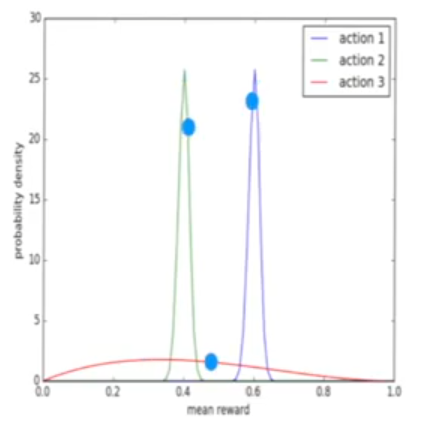 30
25
20
15
10
5
0
0.0 0.2 0.4 0.6 0.8 1.0
probability density
mean reward
action 1
action 2
action 3